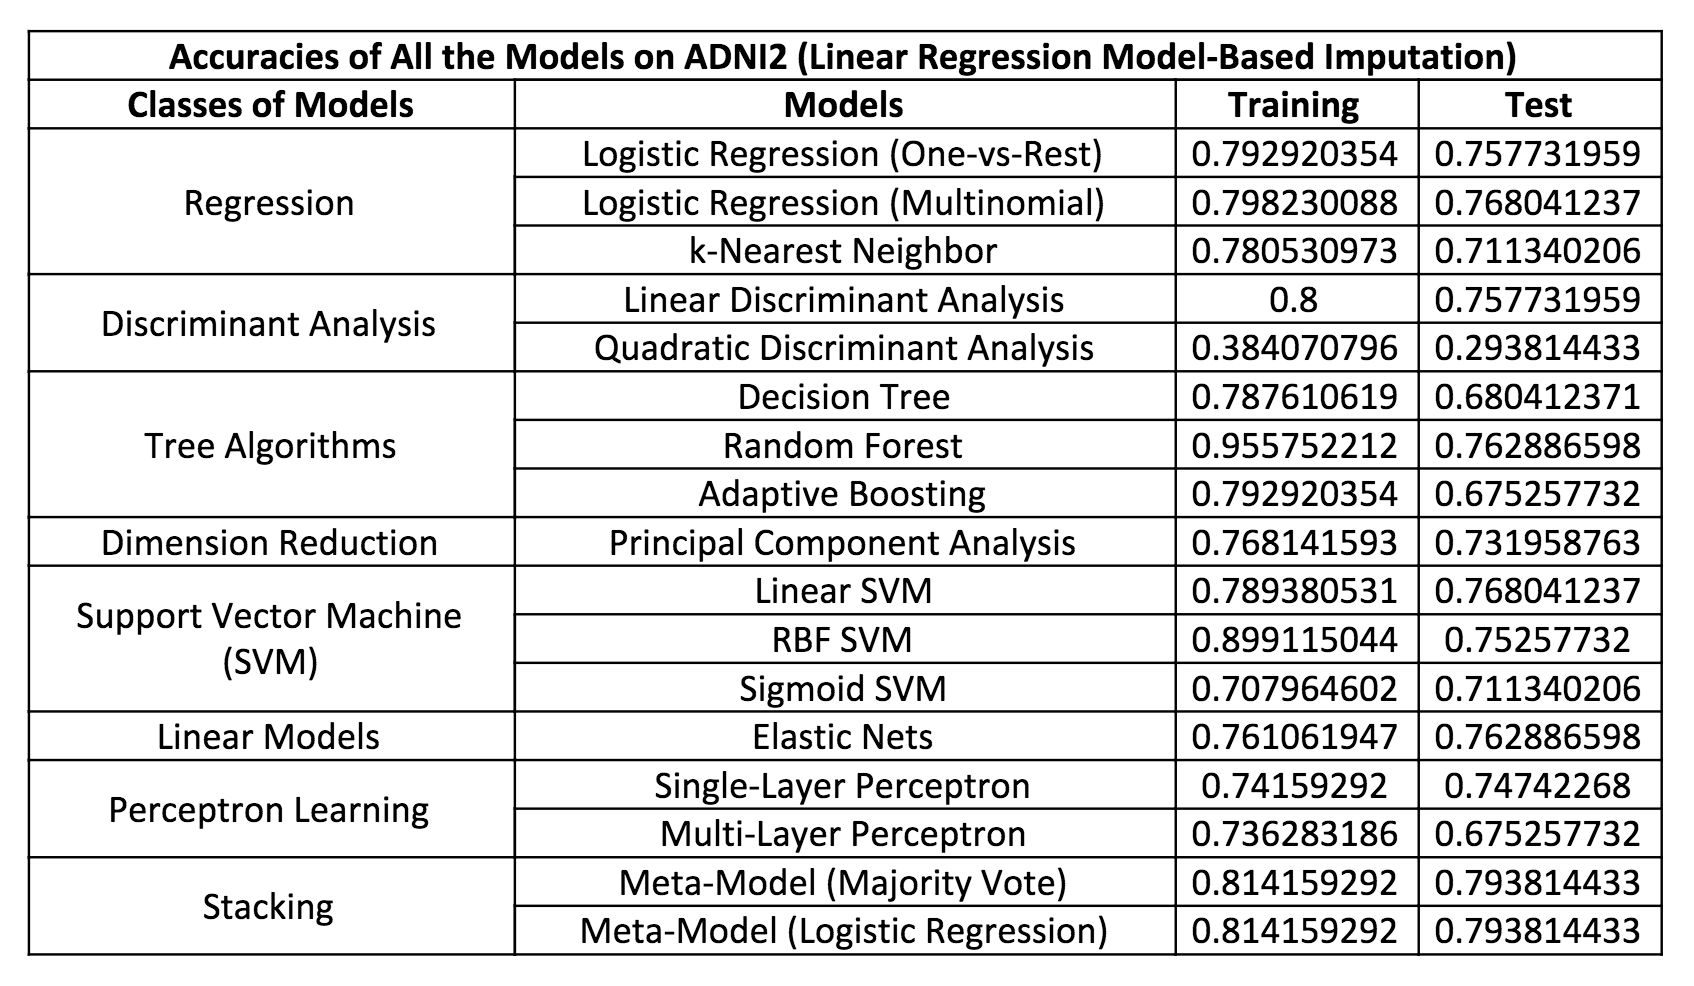 Accuracies of All the Models on ADNI2 (Linear Regression Model-Based Imputation)
Classes of Models Models Training Test
Regression
Logistic Regression (One-vs-Rest) 0.792920354 0.757731959
Logistic Regression (Multinomial) 0.798230088 0.768041237
k-Nearest Neighbor 0.780530973 0.711340206
Discriminant Analysis
Linear Discriminant Analysis 0.8 0.757731959
Quadratic Discriminant Analysis 0.384070796 0.293814433
Tree Algorithms
Decision Tree 0.787610619 0.680412371
Random Forest 0.955752212 0.762886598
Adaptive Boosting 0.792920354 0.675257732
Dimension Reduction Principal Component Analysis 0.768141593 0.731958763
Support Vector Machine
(SVM)
Linear SVM 0.789380531 0.768041237
RBF SVM 0.899115044 0.75257732
Sigmoid SVM 0.707964602 0.711340206
Linear Models Elastic Nets 0.761061947 0.762886598
Perceptron Learning
Single-Layer Perceptron 0.74159292 0.74742268
Multi-Layer Perceptron 0.736283186 0.675257732
Stacking
Meta-Model (Majority Vote) 0.814159292 0.793814433
Meta-Model (Logistic Regression) 0.814159292 0.793814433